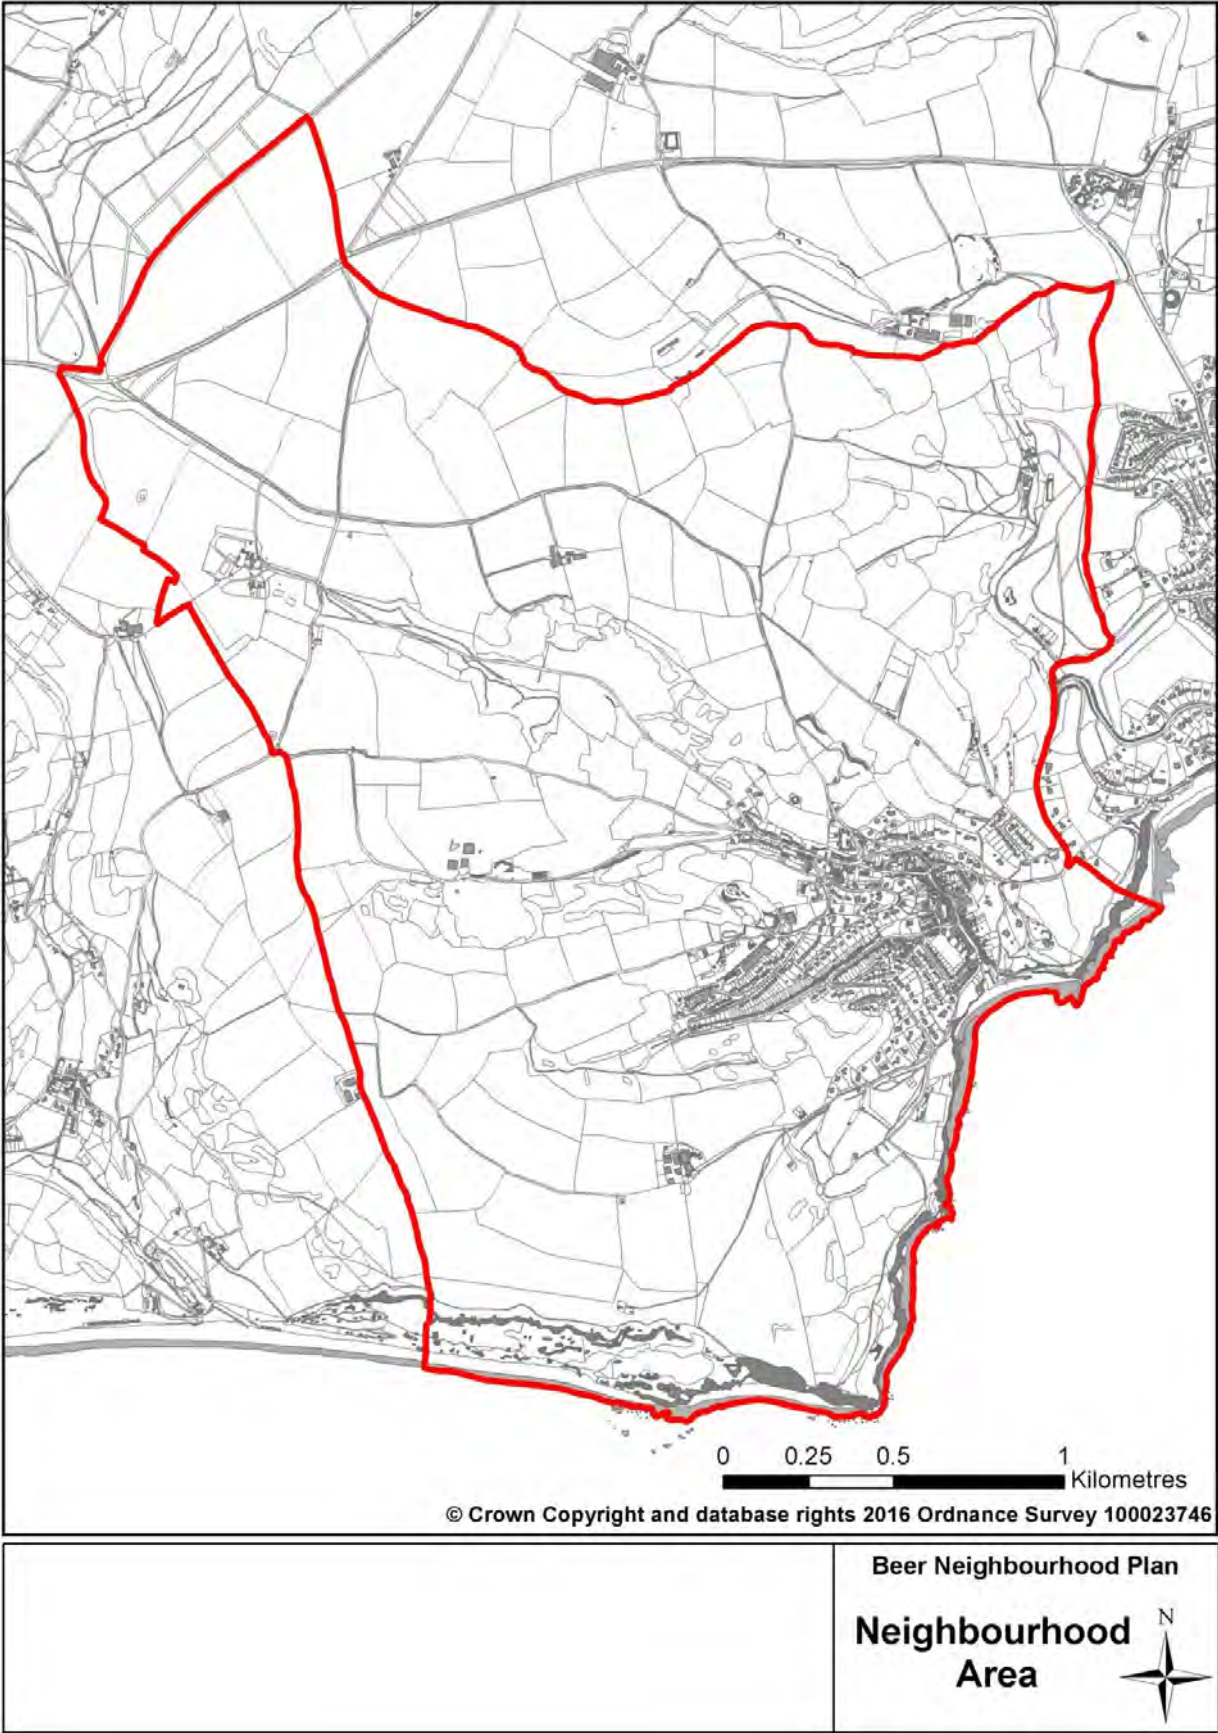 0 0.25 0.5 1
Kilometres
© Crown Copyright and database rights 2016 Ordnance Survey 100023746
Beer Neighbourhood Plan
Neighbourhood
Area
N